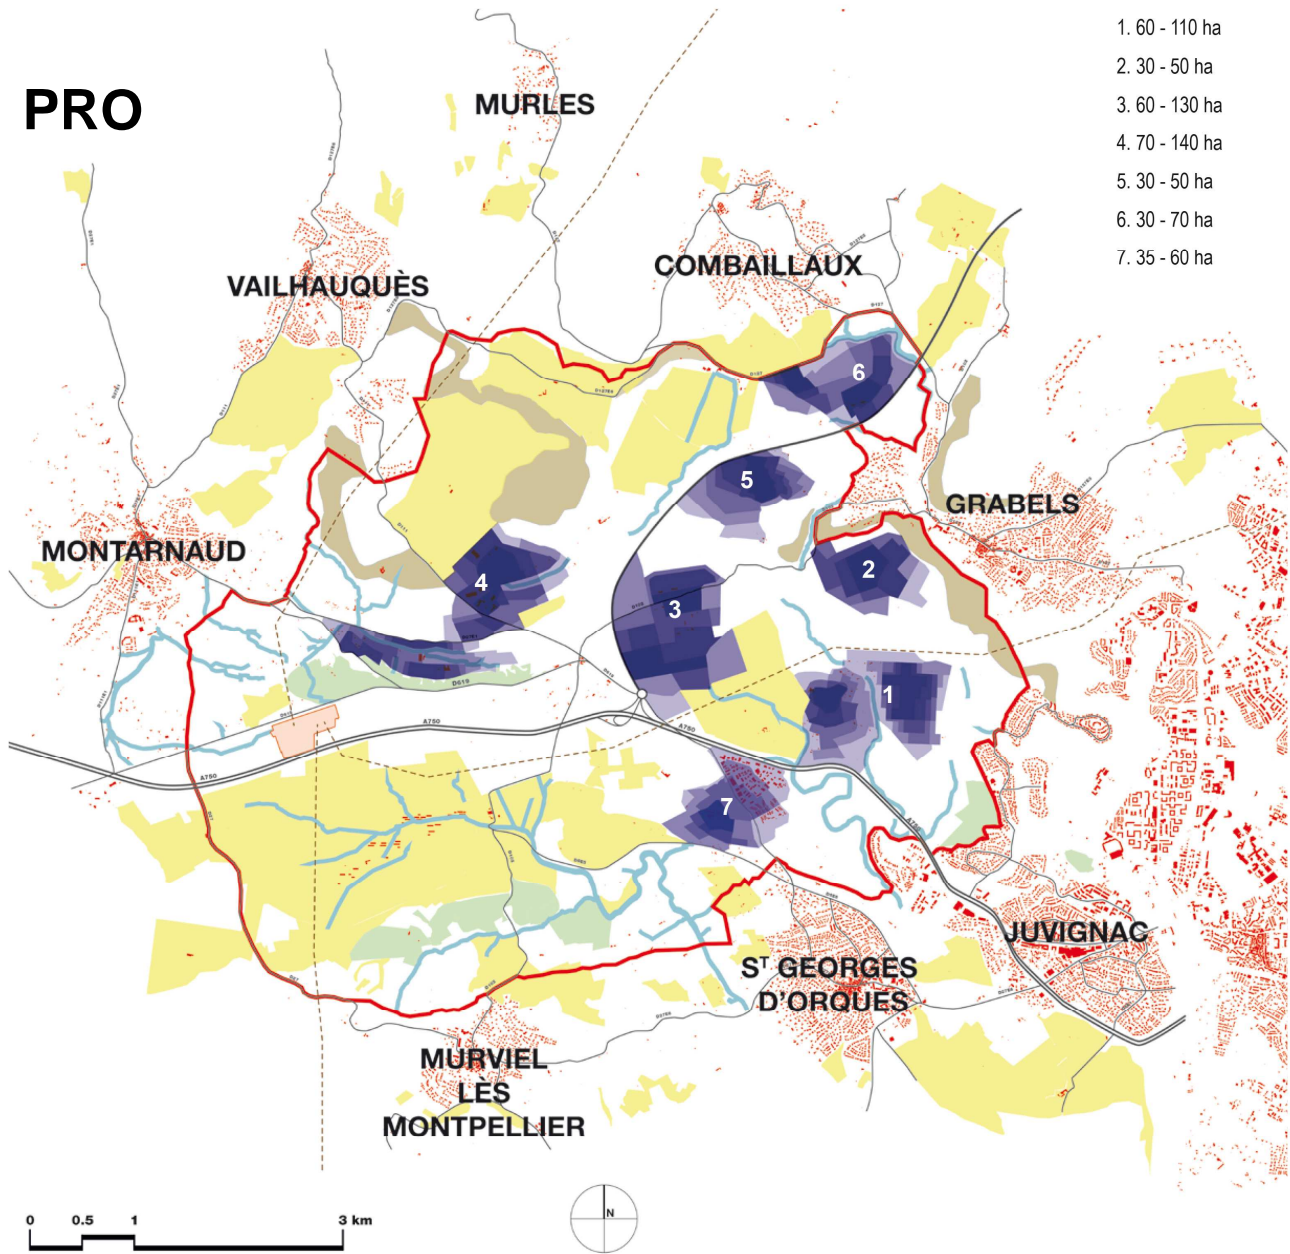 PRO
1. 60 - 110 ha
2. 30 - 50 ha
3. 60 - 130 ha
4. 70 - 140 ha
5. 30 - 50 ha
6. 30 - 70 ha
7. 35 - 60 ha
MURLES
VAILHAUQUÈS
COMBAILLAUX
6
5
GRABELS
MONTARNAUD
4
2
3
D619
1
A750
A750
A750
7
A750
JUVIGNAC
Sᵀ GEORGES
D'ORQUES
MURVIEL
LÈS
MONTPELLIER
0 0.5 1 3 km
N